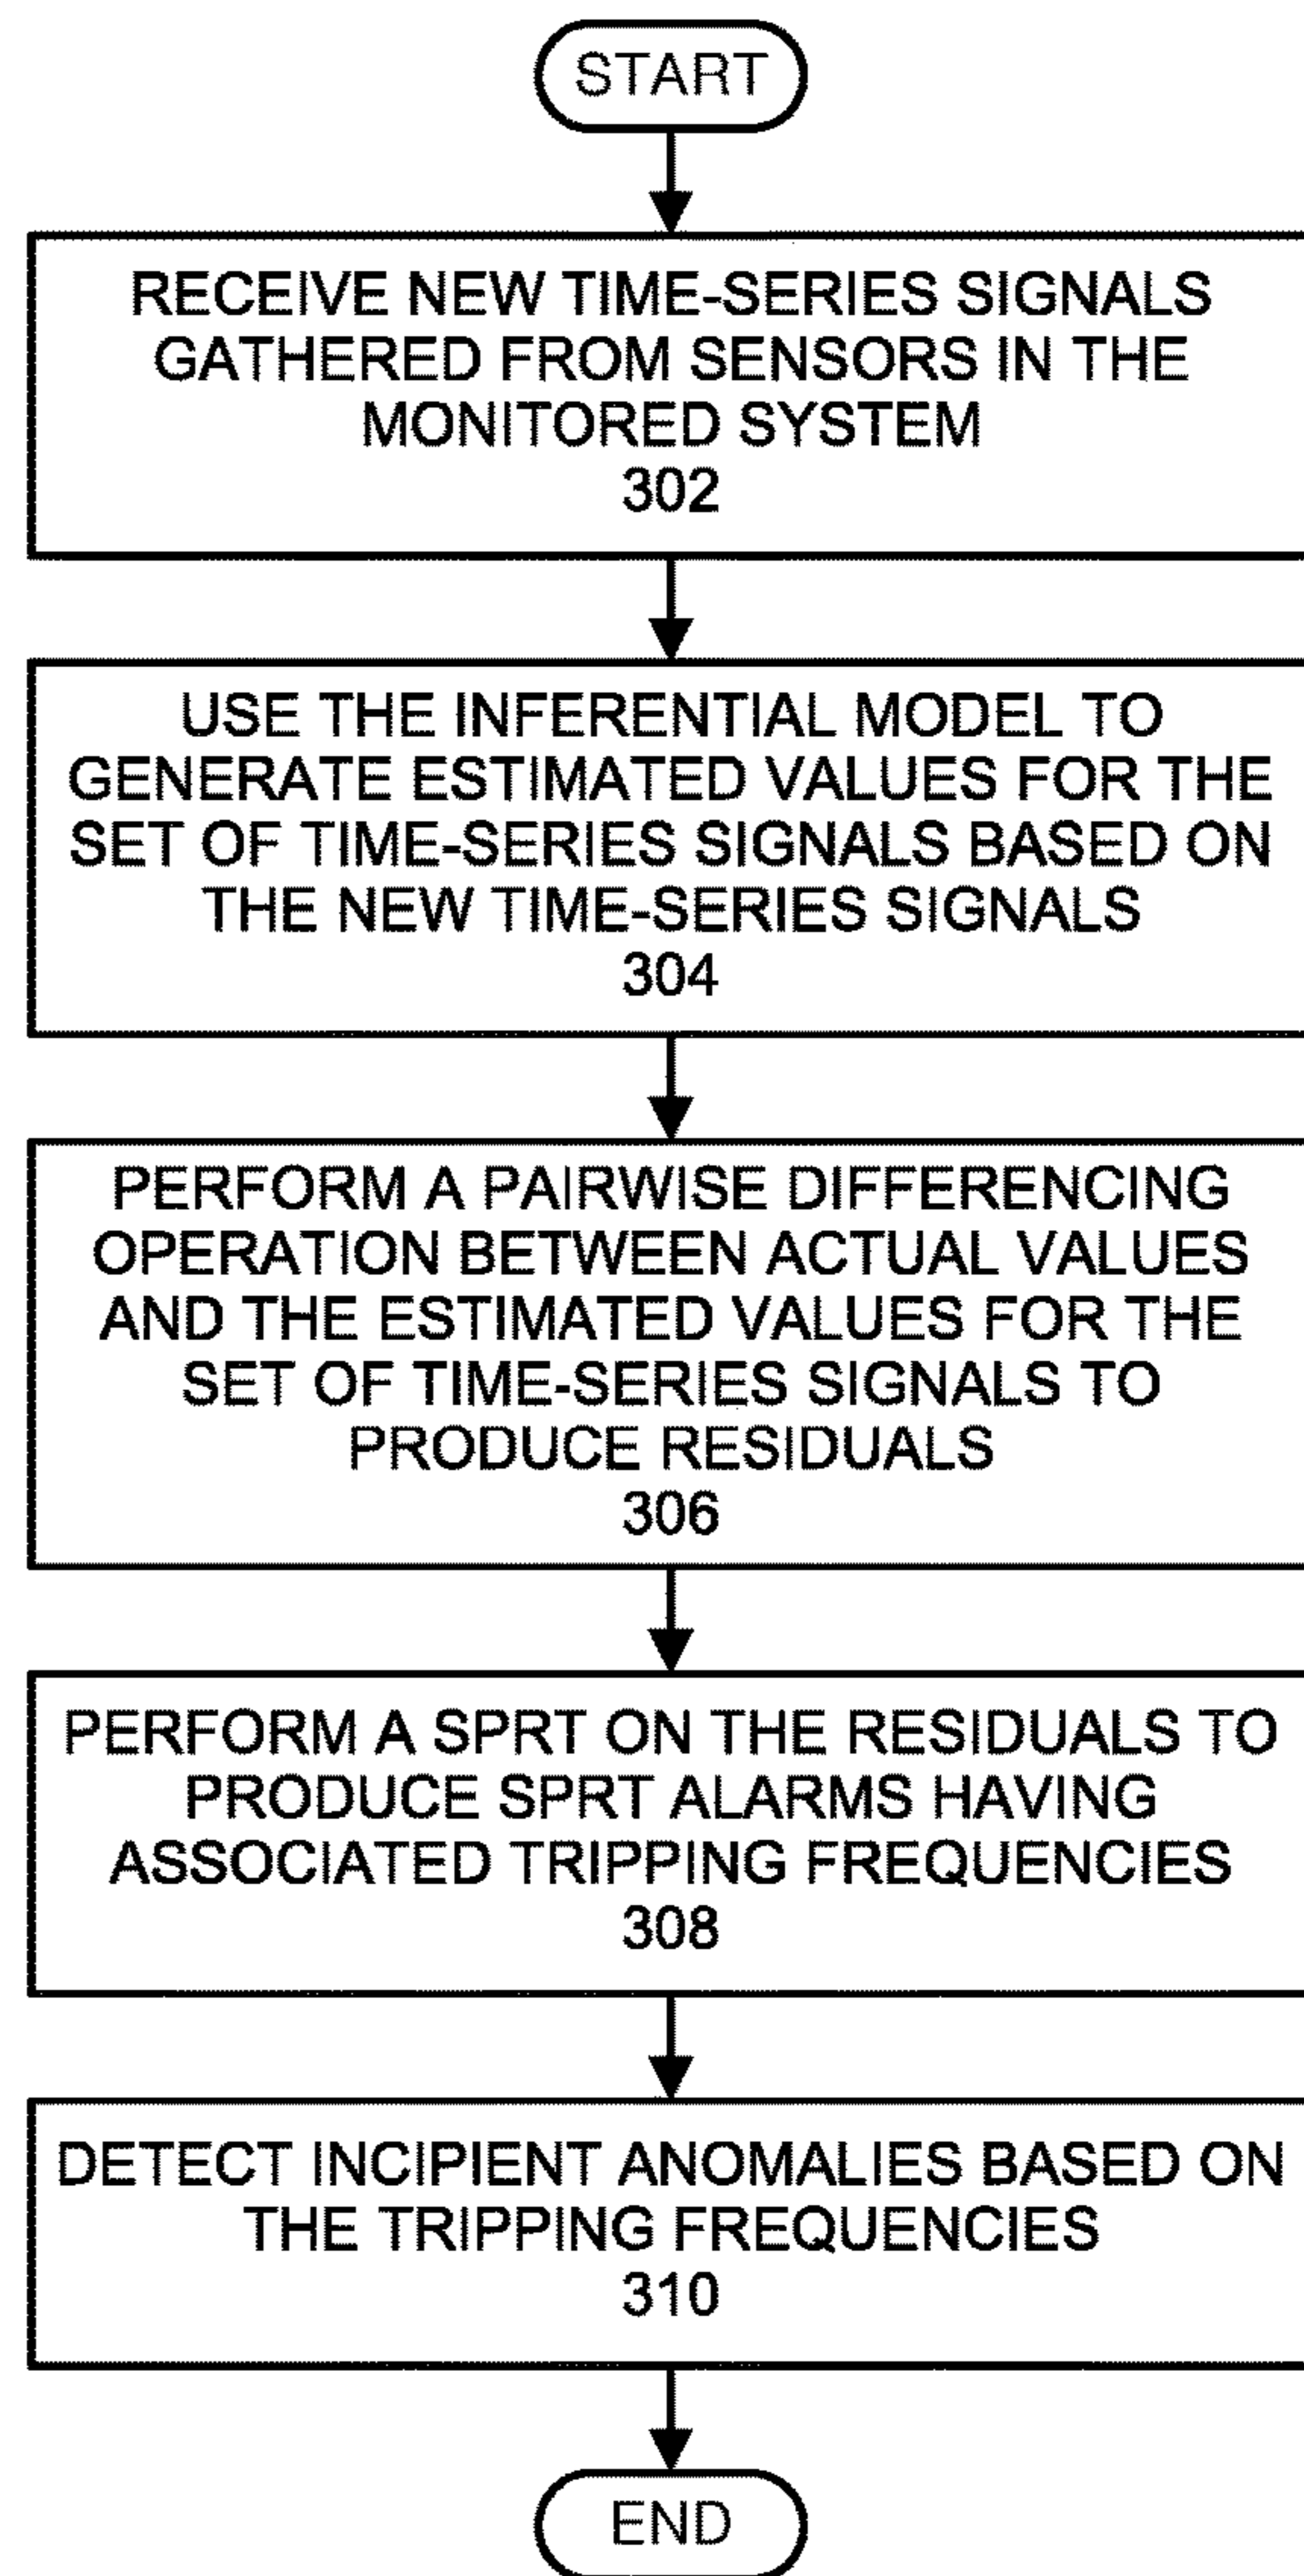 START
RECEIVE NEW TIME-SERIES SIGNALS
GATHERED FROM SENSORS IN THE
MONITORED SYSTEM
302
USE THE INFERENTIAL MODEL TO
GENERATE ESTIMATED VALUES FOR THE
SET OF TIME-SERIES SIGNALS BASED ON
THE NEW TIME-SERIES SIGNALS
304
PERFORM A PAIRWISE DIFFERENCING
OPERATION BETWEEN ACTUAL VALUES
AND THE ESTIMATED VALUES FOR THE
SET OF TIME-SERIES SIGNALS TO
PRODUCE RESIDUALS
306
PERFORM A SPRT ON THE RESIDUALS TO
PRODUCE SPRT ALARMS HAVING
ASSOCIATED TRIPPING FREQUENCIES
308
DETECT INCIPIENT ANOMALIES BASED ON
THE TRIPPING FREQUENCIES
310
END